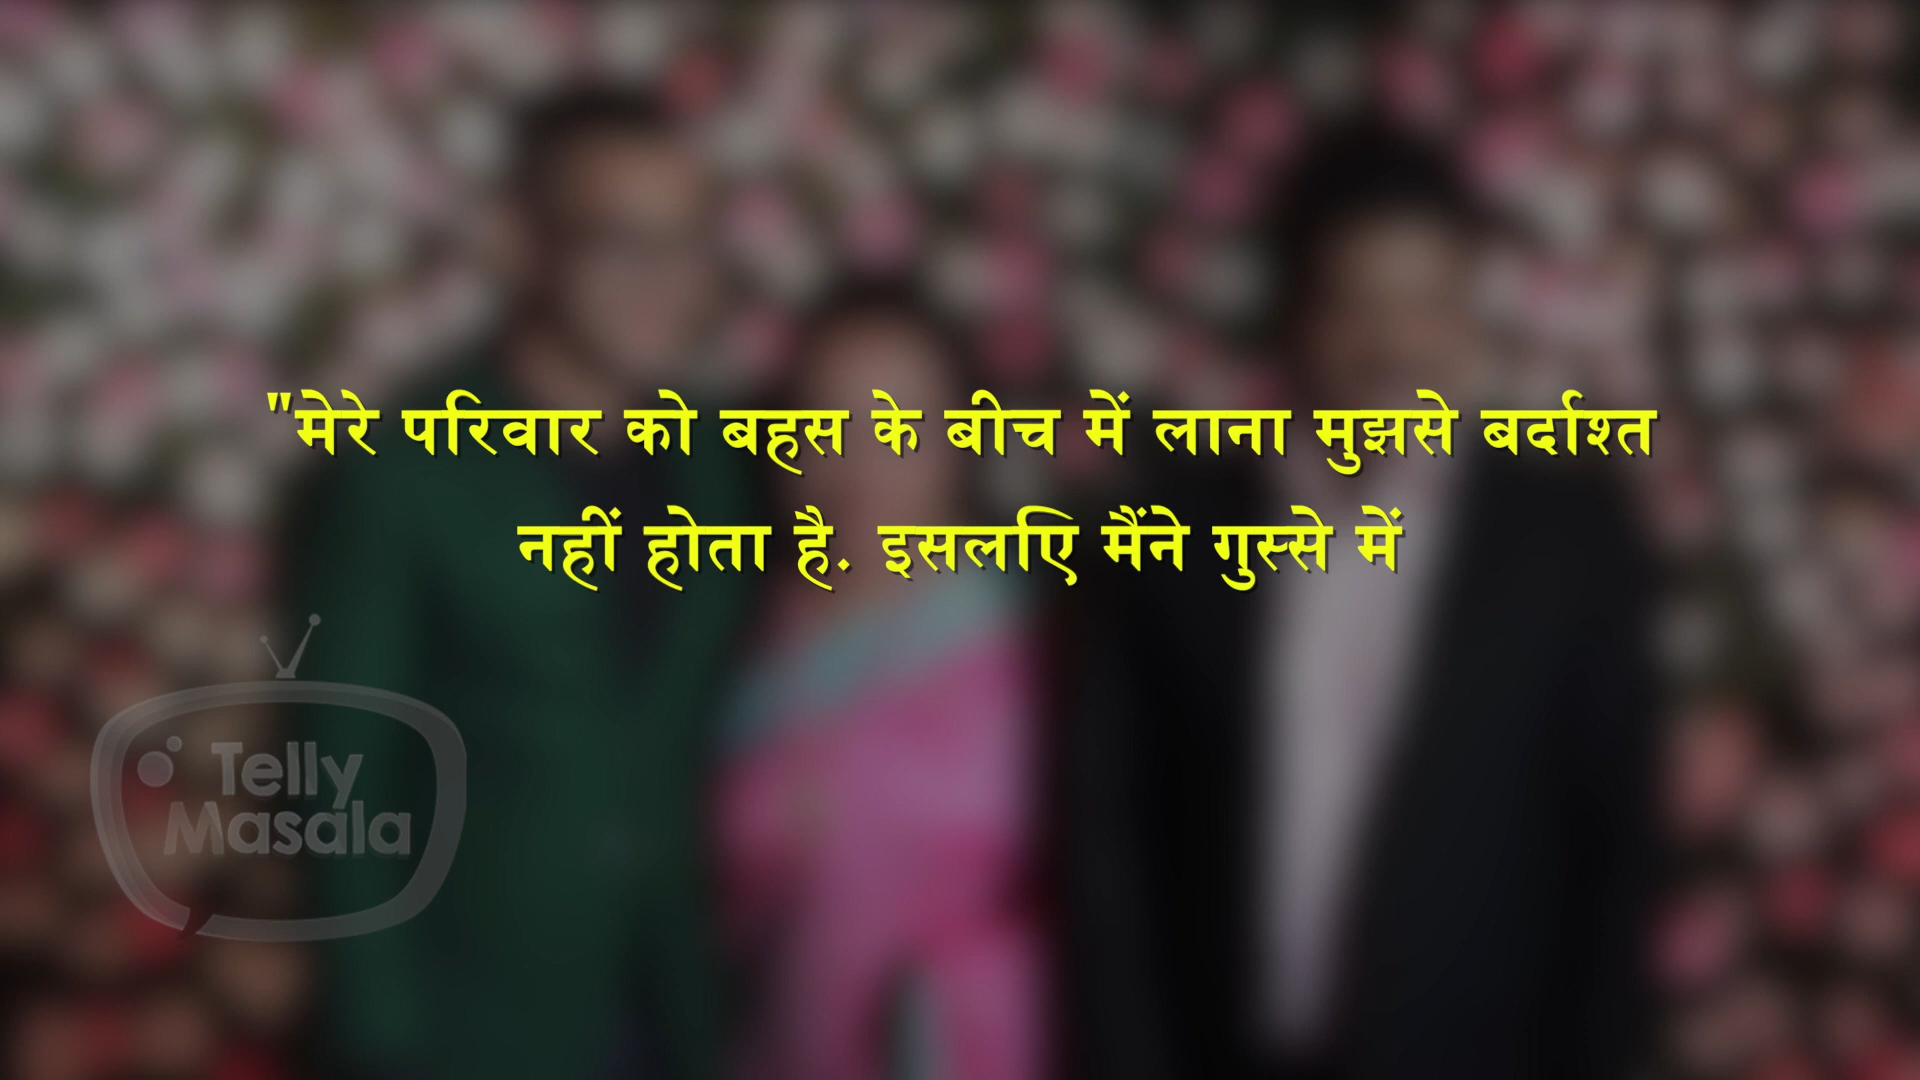 "मेरे परिवार को बहस के बीच में लाना मुझसे बर्दाश्त
नहीं होता है. इसलिए मैंने गुस्से में
Telly
Masala